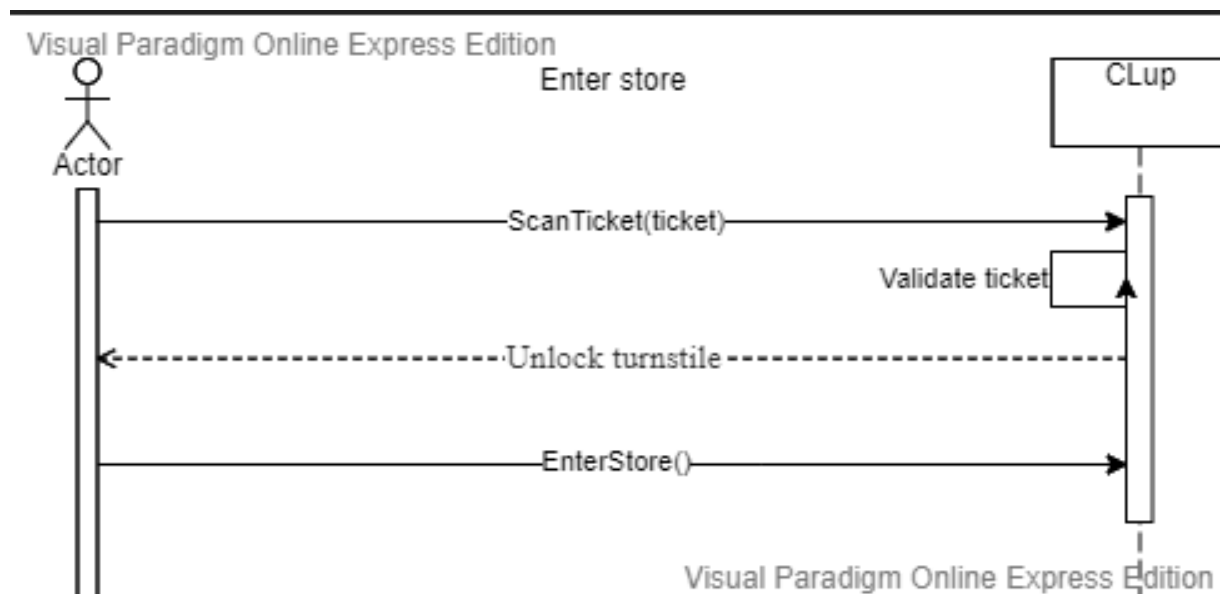 Visual Paradigm Online Express Edition
Enter store
CLup
Actor
ScanTicket(ticket)
Validate ticket
Unlock turnstile
EnterStore()
Visual Paradigm Online Express Edition